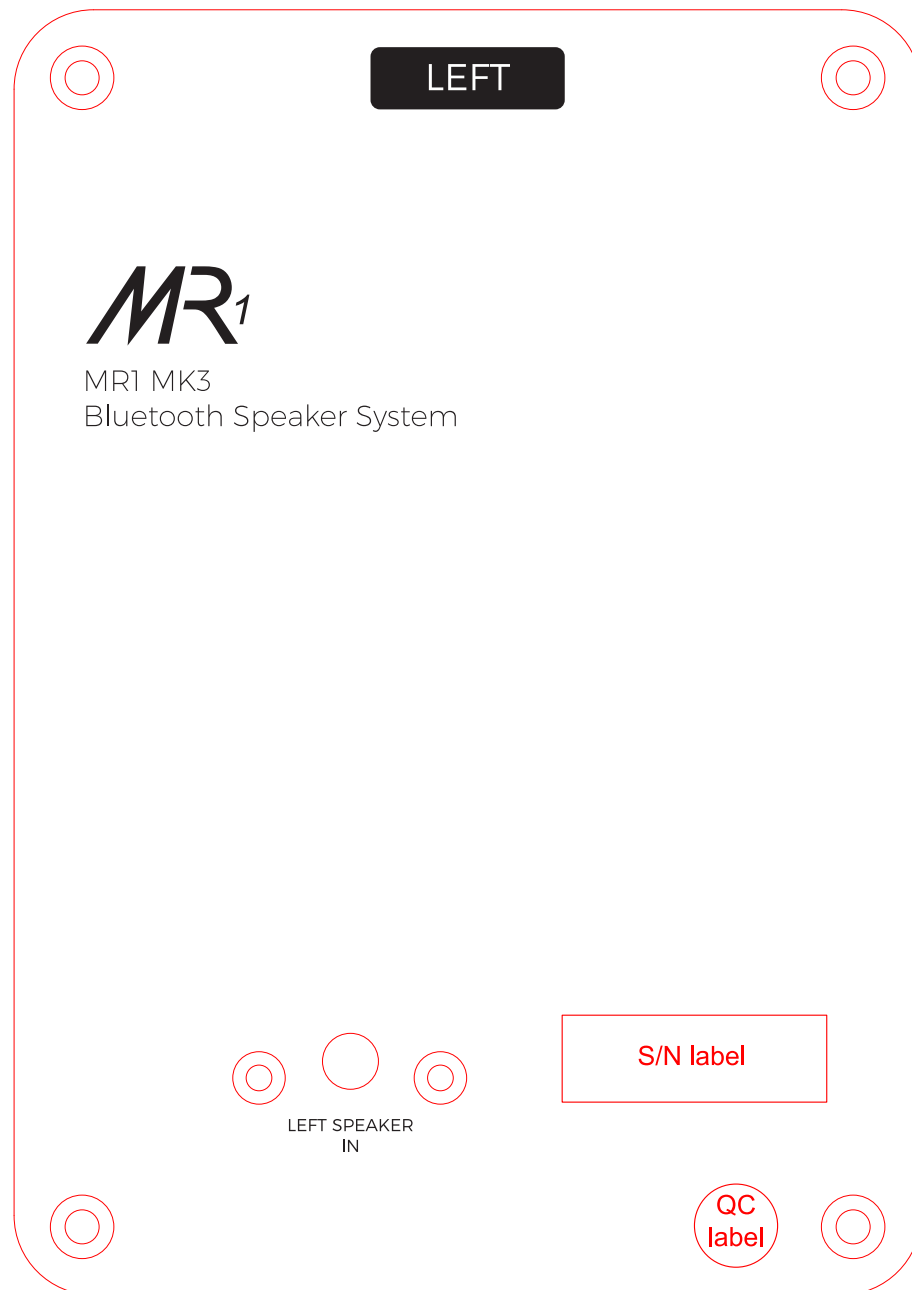 LEFT
MR1
MR1 MK3
Bluetooth Speaker System
S/N label
LEFT SPEAKER
IN
QC
label